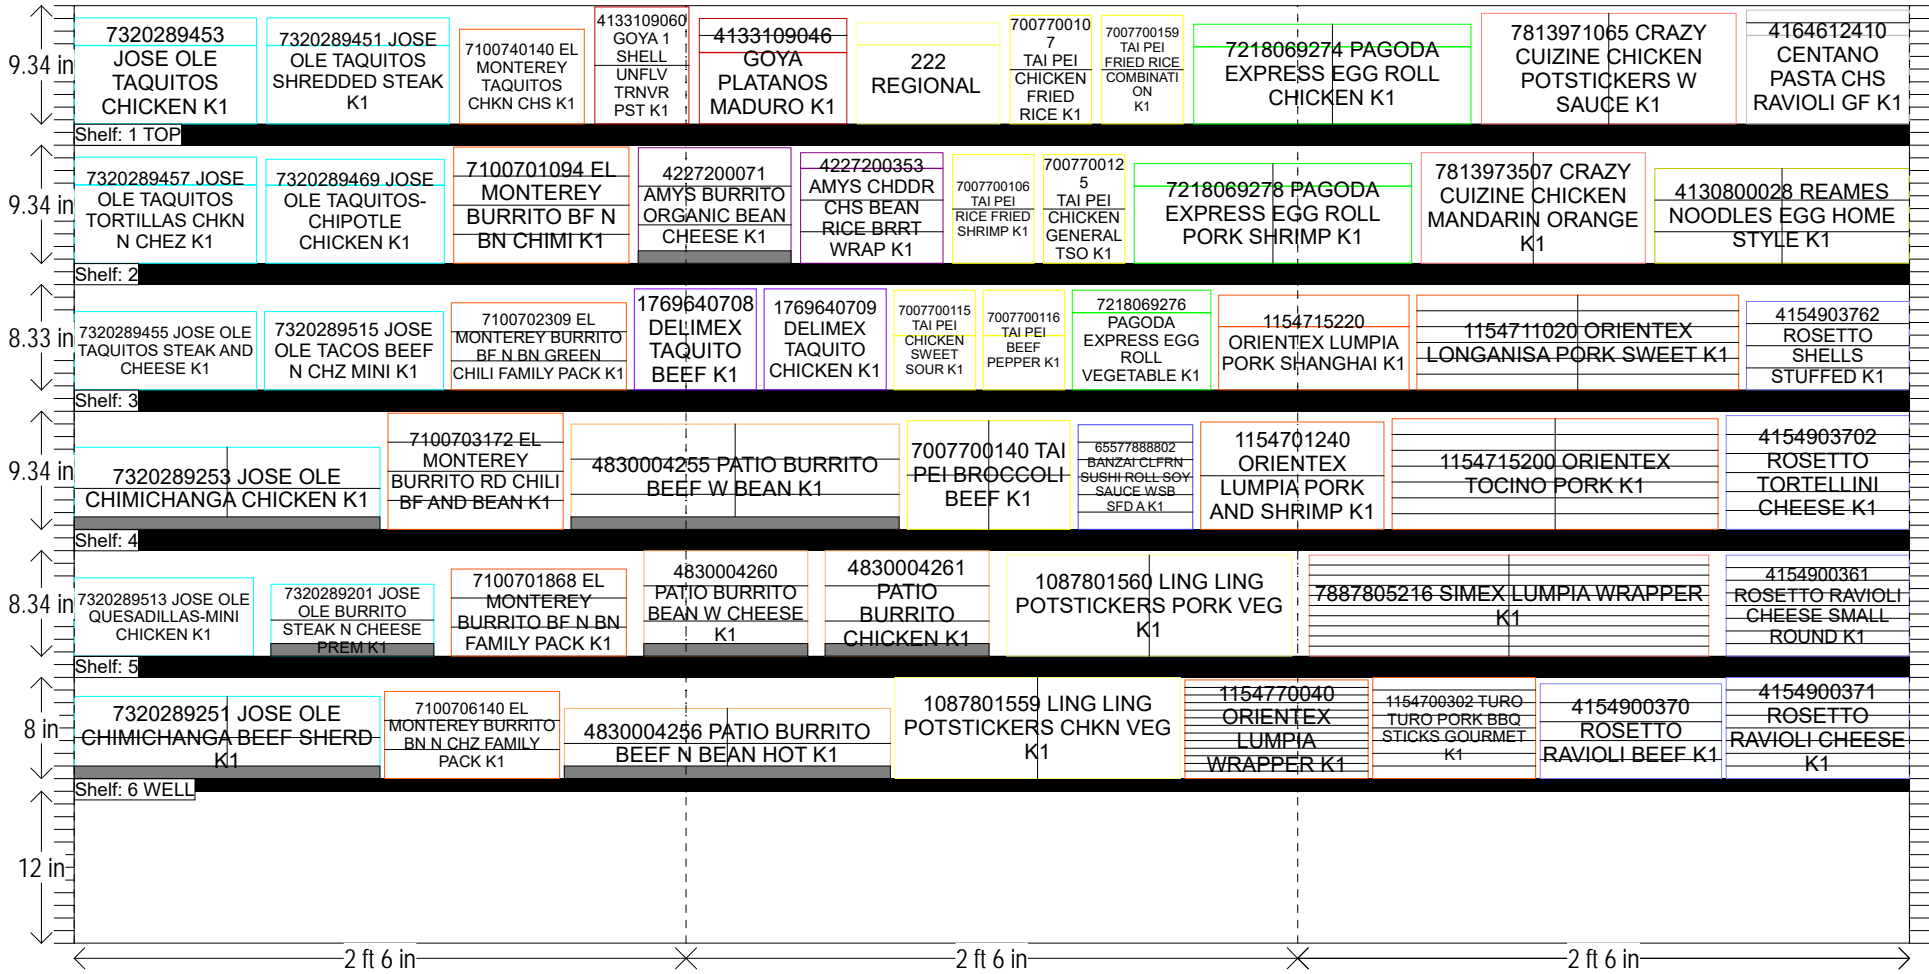 9.34 in
7320289453
JOSE OLE
TAQUITOS
CHICKEN K1
7320289451 JOSE
OLE TAQUITOS
SHREDDED STEAK
K1
7100740140 EL
MONTEREY
TAQUITOS
CHKN CHS K1
4133109060
GOYA 1
SHELL
UNFLV
TRNVR
PST K1
4133109046
GOYA
PLATANOS
MADURO K1
222
REGIONAL
700770010
7
TAI PEI
CHICKEN
FRIED
RICE K1
7007700159
TAI PEI
FRIED RICE
COMBINATI
ON
K1
7218069274 PAGODA
EXPRESS EGG ROLL
CHICKEN K1
7813971065 CRAZY
CUIZINE CHICKEN
POTSTICKERS W
SAUCE K1
4164612410
CENTANO
PASTA CHS
RAVIOLI GF K1
Shelf: 1 TOP
9.34 in
7320289457 JOSE
OLE TAQUITOS
TORTILLAS CHKN
N CHEZ K1
7320289469 JOSE
OLE TAQUITOS-
CHIPOTLE
CHICKEN K1
7100701094 EL
MONTEREY
BURRITO BF N
BN CHIMI K1
4227200071
AMYS BURRITO
ORGANIC BEAN
CHEESE K1
4227200353
AMYS CHDDR
CHS BEAN
RICE BRRT
WRAP K1
7007700106
TAI PEI
RICE FRIED
SHRIMP K1
700770012
5
TAI PEI
CHICKEN
GENERAL
TSO K1
7218069278 PAGODA
EXPRESS EGG ROLL
PORK SHRIMP K1
7813973507 CRAZY
CUIZINE CHICKEN
MANDARIN ORANGE
K1
4130800028 REAMES
NOODLES EGG HOME
STYLE K1
Shelf: 2
8.33 in
7320289455 JOSE OLE
TAQUITOS STEAK AND
CHEESE K1
7320289515 JOSE
OLE TACOS BEEF
N CHZ MINI K1
7100702309 EL
MONTEREY BURRITO
BF N BN GREEN
CHILI FAMILY PACK K1
1769640708
DELIMEX
TAQUITO
BEEF K1
1769640709
DELIMEX
TAQUITO
CHICKEN K1
7007700115
TAI PEI
CHICKEN
SWEET
SOUR K1
7007700116
TAI PEI
BEEF
PEPPER K1
7218069276
PAGODA
EXPRESS EGG
ROLL
VEGETABLE K1
1154715220
ORIENTEX LUMPIA
PORK SHANGHAI K1
1154711020 ORIENTEX
LONGANISA PORK SWEET K1
4154903762
ROSETTO
SHELLS
STUFFED K1
Shelf: 3
9.34 in
7320289253 JOSE OLE
CHIMICHANGA CHICKEN K1
7100703172 EL
MONTEREY
BURRITO RD CHILI
BF AND BEAN K1
4830004255 PATIO BURRITO
BEEF W BEAN K1
7007700140 TAI
PEI BROCCOLI
BEEF K1
65577888802
BANZAI CLFRN
SUSHI ROLL SOY
SAUCE WSB
SFD A K1
1154701240
ORIENTEX
LUMPIA PORK
AND SHRIMP K1
1154715200 ORIENTEX
TOCINO PORK K1
4154903702
ROSETTO
TORTELLINI
CHEESE K1
Shelf: 4
8.34 in
7320289513 JOSE OLE
QUESADILLAS-MINI
CHICKEN K1
7320289201 JOSE
OLE BURRITO
STEAK N CHEESE
PREM K1
7100701868 EL
MONTEREY
BURRITO BF N BN
FAMILY PACK K1
4830004260
PATIO BURRITO
BEAN W CHEESE
K1
4830004261
PATIO
BURRITO
CHICKEN K1
1087801560 LING LING
POTSTICKERS PORK VEG
K1
7887805216 SIMEX LUMPIA WRAPPER
K1
4154900361
ROSETTO RAVIOLI
CHEESE SMALL
ROUND K1
Shelf: 5
8 in
7320289251 JOSE OLE
CHIMICHANGA BEEF SHERD
K1
7100706140 EL
MONTEREY BURRITO
BN N CHZ FAMILY
PACK K1
4830004256 PATIO BURRITO
BEEF N BEAN HOT K1
1087801559 LING LING
POTSTICKERS CHKN VEG
K1
1154770040
ORIENTEX
LUMPIA
WRAPPER K1
1154700302 TURO
TURO PORK BBQ
STICKS GOURMET
K1
4154900370
ROSETTO
RAVIOLI BEEF K1
4154900371
ROSETTO
RAVIOLI CHEESE
K1
Shelf: 6 WELL
12 in
2 ft 6 in
2 ft 6 in
2 ft 6 in